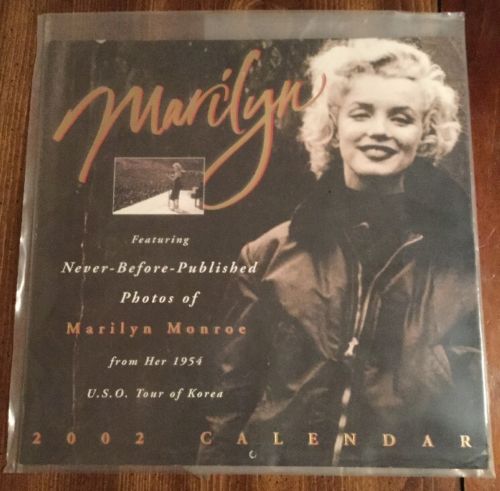 Marilyn
Featuring
Never-Before-Published
Photos of
Marilyn Monroe
from Her 1954
U.S.O. Tour of Korea
2002 CALENDAR